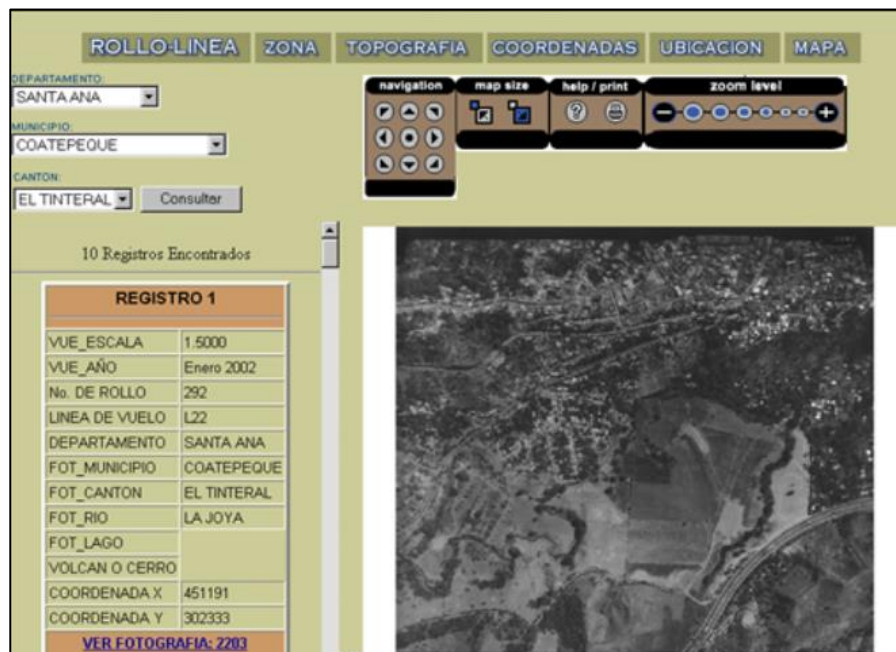 ROLLO-LINEA ZONA TOPOGRAFIA COORDENADAS UBICACION MAPA
DEPARTAMENTO:
SANTA ANA
MUNICIPIO:
COATEPEQUE
CANTON:
EL TINTERAL Consultar
navigation map size help / print zoom level
10 Registros Encontrados
REGISTRO 1
VUE_ESCALA 1.5000
VUE_AÑO Enero 2002
No. DE ROLLO 292
LINEA DE VUELO L22
DEPARTAMENTO SANTA ANA
FOT_MUNICIPIO COATEPEQUE
FOT_CANTON EL TINTERAL
FOT_RIO LA JOYA
FOT_LAGO
VOLCAN O CERRO
COORDENADA X 451191
COORDENADA Y 302333
VER FOTOGRAFIA: 2203